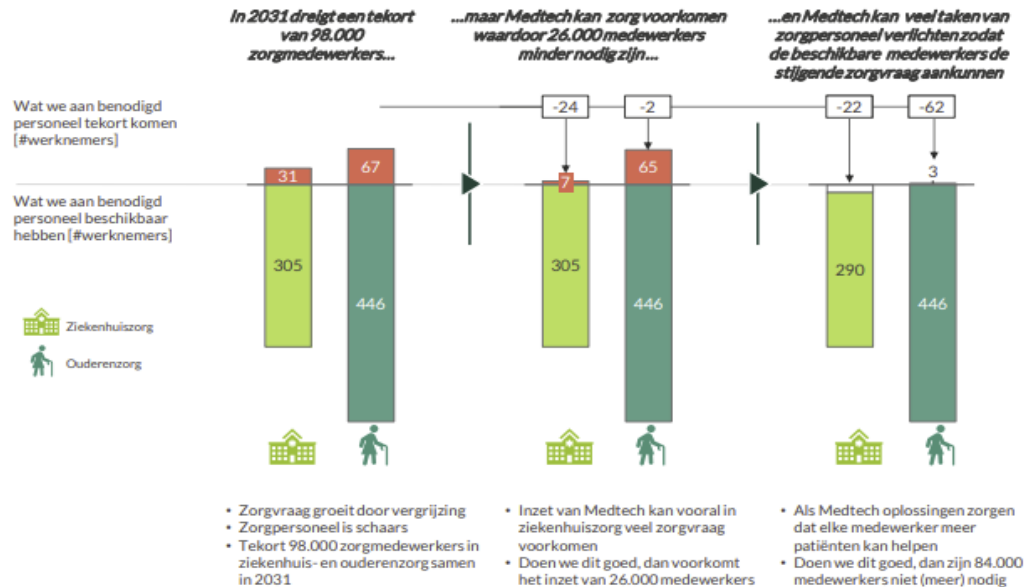 In 2031 dreigt een tekort
van 98.000
zorgmedewerkers...
...maar Medtech kan zorg voorkomen
waardoor 26.000 medewerkers
minder nodig zijn...
...en Medtech kan veel taken van
zorgpersoneel verlichten zodat
de beschikbare medewerkers de
stijgende zorgvraag aankunnen
Wat we aan benodigd
personeel tekort komen
[#werknemers]
-24
-2
-22
-62
31
67
7
65
3
Wat we aan benodigd
personeel beschikbaar
hebben [#werknemers]
305
446
305
446
290
446
Ziekenhuiszorg
Ouderenzorg
• Zorgvraag groeit door vergrijzing
• Zorgpersoneel is schaars
• Tekort 98.000 zorgmedewerkers in
ziekenhuis- en ouderenzorg samen
in 2031
• Inzet van Medtech kan vooral in
ziekenhuiszorg veel zorgvraag
voorkomen
• Doen we dit goed, dan voorkomt
het inzet van 26.000 medewerkers
• Als Medtech oplossingen zorgen
dat elke medewerker meer
patiënten kan helpen
• Doen we dit goed, dan zijn 84.000
medewerkers niet (meer) nodig